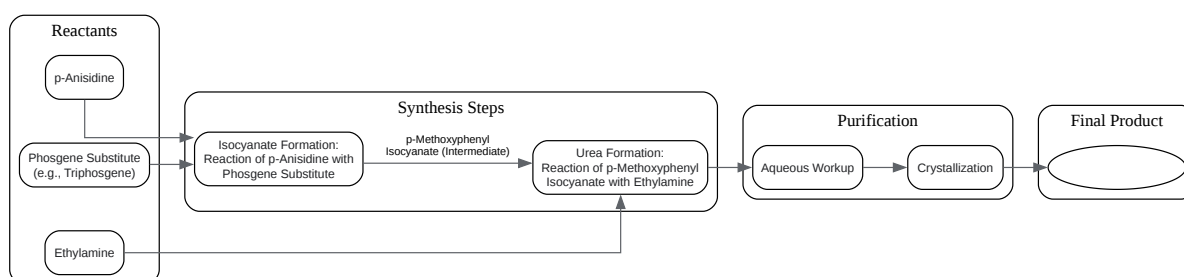 Reactants
p-Anisidine
Phosgene Substitute
(e.g., Triphosgene)
Ethylamine
Synthesis Steps
Isocyanate Formation:
Reaction of p-Anisidine with
Phosgene Substitute
p-Methoxyphenyl
Isocyanate (Intermediate)
Urea Formation:
Reaction of p-Methoxyphenyl
Isocyanate with Ethylamine
Purification
Aqueous Workup
Crystallization
Final Product